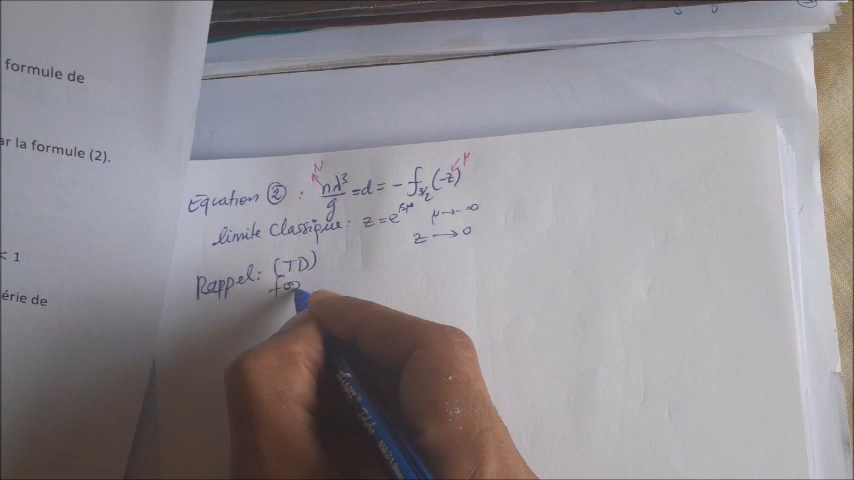 formule de
ar la formule (2).
< 1
érie de
Equation ② : nλ³/g = d = - f_{3/2}(-z)
N
μ
limite classique : z = e^{βμ} μ → -∞
z → 0
Rappel : (TD)